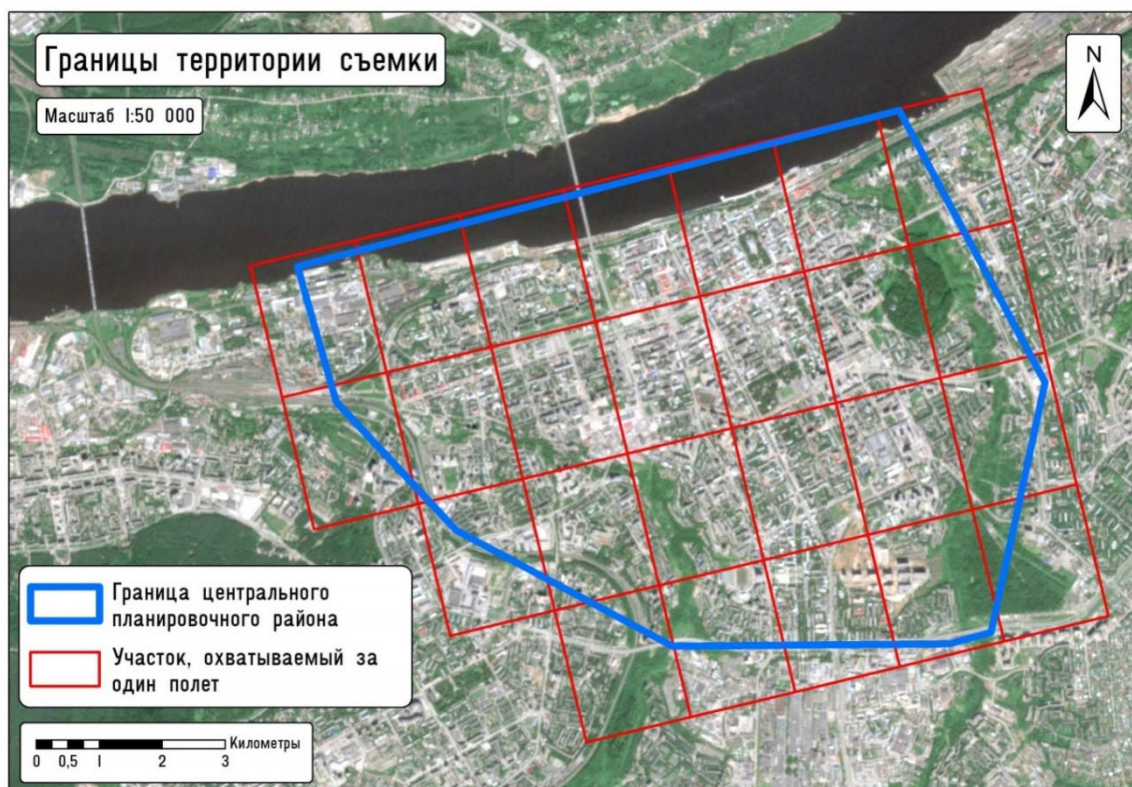 Границы территории съемки
Масштаб 1:50 000
N
Граница центрального
планировочного района
Участок, охватываемый за
один полет
Километры
0 0,5 1 2 3